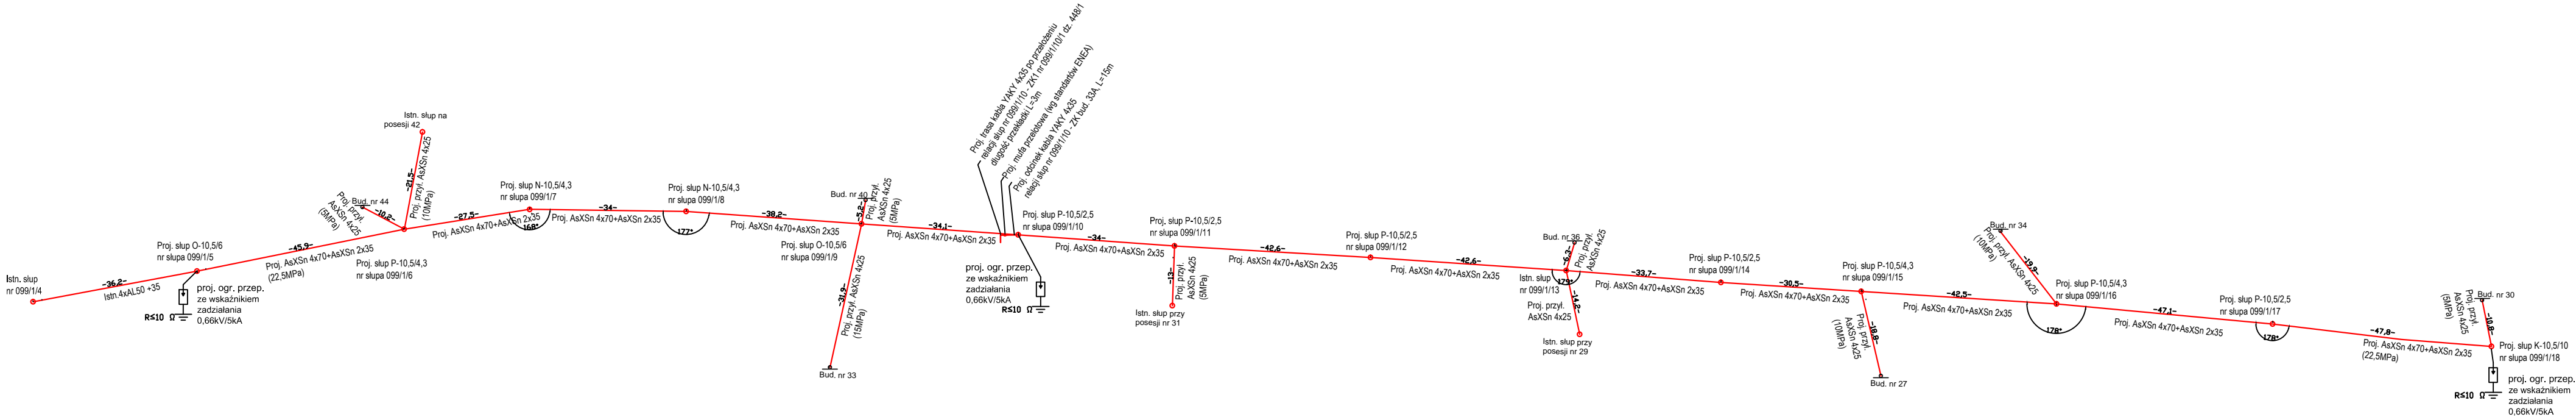 Istn. słup
nr 099/1/4
-36,2-
Istn.4xAL50 +35
Proj. słup O-10,5/6
nr słupa 099/1/5
proj. ogr. przep.
ze wskaźnikiem
zadziałania
0,66kV/5kA
R≤10 Ω
-45,9-
Proj. AsXSn 4x70+AsXSn 2x35
(22,5MPa)
Bud. nr 44
-10,2-
Proj. przył.
AsXSn 4x25
(5MPa)
Istn. słup na
posesji 42
-21,5-
Proj. przył. AsXSn 4x25
(10MPa)
Proj. słup P-10,5/4,3
nr słupa 099/1/6
-27,5-
Proj. AsXSn 4x70+AsXSn 2x35
Proj. słup N-10,5/4,3
nr słupa 099/1/7
168°
-34-
Proj. AsXSn 4x70+AsXSn 2x35
Proj. słup N-10,5/4,3
nr słupa 099/1/8
177°
-38,2-
Proj. AsXSn 4x70+AsXSn 2x35
Bud. nr 40
-5,2-
Proj. przył.
AsXSn 4x25
(5MPa)
Proj. słup O-10,5/6
nr słupa 099/1/9
-31,9-
Proj. przył. AsXSn 4x25
(15MPa)
Bud. nr 33
-34,1-
Proj. AsXSn 4x70+AsXSn 2x35
Proj. trasa kabla YAKY 4x35 po przełożeniu
relacji słup nr 099/1/10 - ZK1 nr 099/1/10/1 dz. 448/1
długość przekładki L=3m
Proj. mufa przelotowa (wg standartów ENEA)
Proj. odcinek kabla YAKY 4x35
relacji słup nr 099/1/10 - ZK bud. 33A, L=15m
Proj. słup P-10,5/2,5
nr słupa 099/1/10
proj. ogr. przep.
ze wskaźnikiem
zadziałania
0,66kV/5kA
R≤10 Ω
-34-
Proj. AsXSn 4x70+AsXSn 2x35
Proj. słup P-10,5/2,5
nr słupa 099/1/11
-13-
Proj. przył.
AsXSn 4x25
(5MPa)
Istn. słup przy
posesji nr 31
-42,6-
Proj. AsXSn 4x70+AsXSn 2x35
Proj. słup P-10,5/2,5
nr słupa 099/1/12
-42,6-
Proj. AsXSn 4x70+AsXSn 2x35
Bud. nr 36
-6,2-
Proj. przył.
AsXSn 4x25
Istn. słup
nr 099/1/13
179°
-14,2-
Proj. przył.
AsXSn 4x25
Istn. słup przy
posesji nr 29
-33,7-
Proj. AsXSn 4x70+AsXSn 2x35
Proj. słup P-10,5/2,5
nr słupa 099/1/14
-30,5-
Proj. AsXSn 4x70+AsXSn 2x35
Proj. słup P-10,5/4,3
nr słupa 099/1/15
-18,8-
Proj. przył.
AsXSn 4x25
(10MPa)
Bud. nr 27
-42,5-
Proj. AsXSn 4x70+AsXSn 2x35
Bud. nr 34
-19,9-
Proj. przył. AsXSn 4x25
(10MPa)
Proj. słup P-10,5/4,3
nr słupa 099/1/16
178°
-47,1-
Proj. AsXSn 4x70+AsXSn 2x35
Proj. słup P-10,5/2,5
nr słupa 099/1/17
178°
-47,8-
Proj. AsXSn 4x70+AsXSn 2x35
(22,5MPa)
Bud. nr 30
-10,8-
Proj. przył.
AsXSn 4x25
(5MPa)
Proj. słup K-10,5/10
nr słupa 099/1/18
proj. ogr. przep.
ze wskaźnikiem
zadziałania
0,66kV/5kA
R≤10 Ω